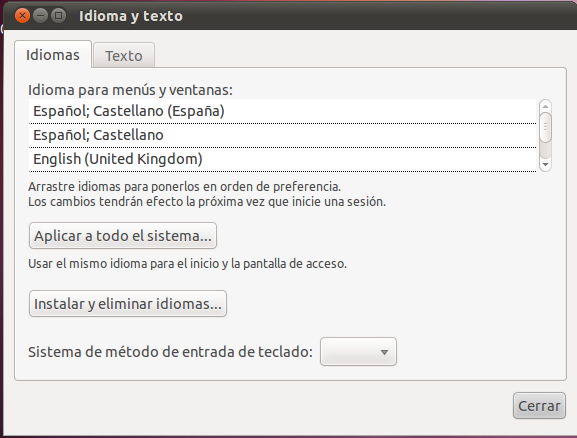 Idioma y texto
Idiomas
Texto
Idioma para menús y ventanas:
Español; Castellano (España)
Español; Castellano
English (United Kingdom)
Arrastre idiomas para ponerlos en orden de preferencia.
Los cambios tendrán efecto la próxima vez que inicie una sesión.
Aplicar a todo el sistema...
Usar el mismo idioma para el inicio y la pantalla de acceso.
Instalar y eliminar idiomas...
Sistema de método de entrada de teclado:
Cerrar